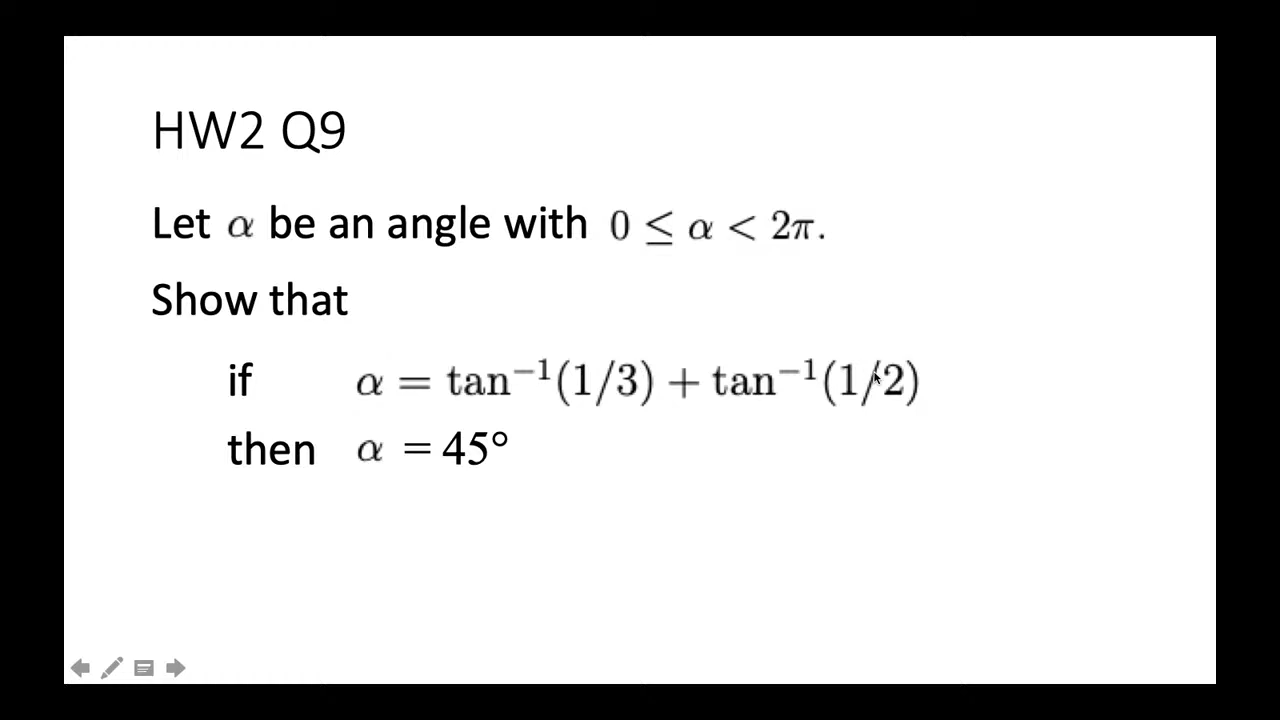 HW2 Q9
Let α be an angle with 0 ≤ α < 2π.
Show that
if α = tan⁻¹(1/3) + tan⁻¹(1/2)
then α = 45°